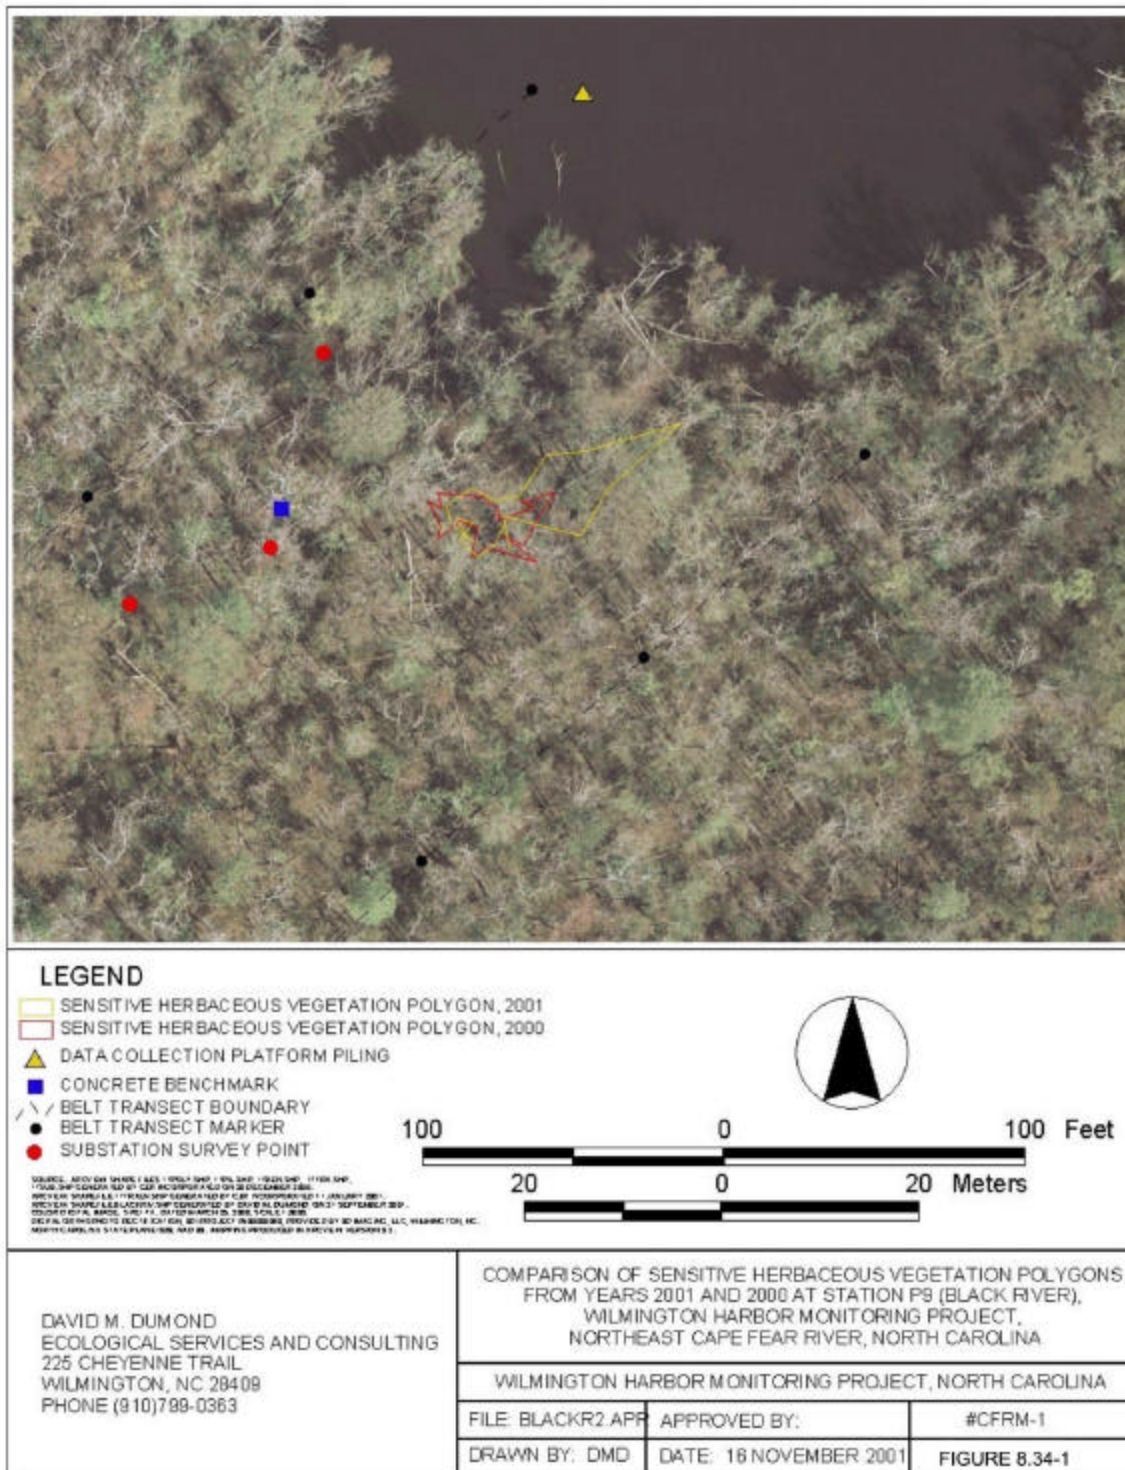 LEGEND
SENSITIVE HERBACEOUS VEGETATION POLYGON, 2001
SENSITIVE HERBACEOUS VEGETATION POLYGON, 2000
DATA COLLECTION PLATFORM PILING
CONCRETE BENCHMARK
BELT TRANSECT BOUNDARY
BELT TRANSECT MARKER
SUBSTATION SURVEY POINT
100 0 100 Feet
20 0 20 Meters
DAVID M. DUMOND
ECOLOGICAL SERVICES AND CONSULTING
225 CHEYENNE TRAIL
WILMINGTON, NC 28409
PHONE (910)799-0363
COMPARISON OF SENSITIVE HERBACEOUS VEGETATION POLYGONS
FROM YEARS 2001 AND 2000 AT STATION P9 (BLACK RIVER),
WILMINGTON HARBOR MONITORING PROJECT,
NORTHEAST CAPE FEAR RIVER, NORTH CAROLINA
WILMINGTON HARBOR MONITORING PROJECT, NORTH CAROLINA
FILE: BLACKR2.APR
APPROVED BY:
#CFRM-1
DRAWN BY: DMD
DATE: 16 NOVEMBER 2001
FIGURE 8.34-1